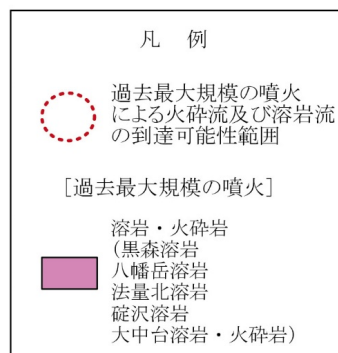 凡 例
過去最大規模の噴火
による火砕流及び溶岩流
の到達可能性範囲
[過去最大規模の噴火]
溶岩・火砕岩
(黒森溶岩
八幡岳溶岩
法量北溶岩
碇沢溶岩
大中台溶岩・火砕岩)